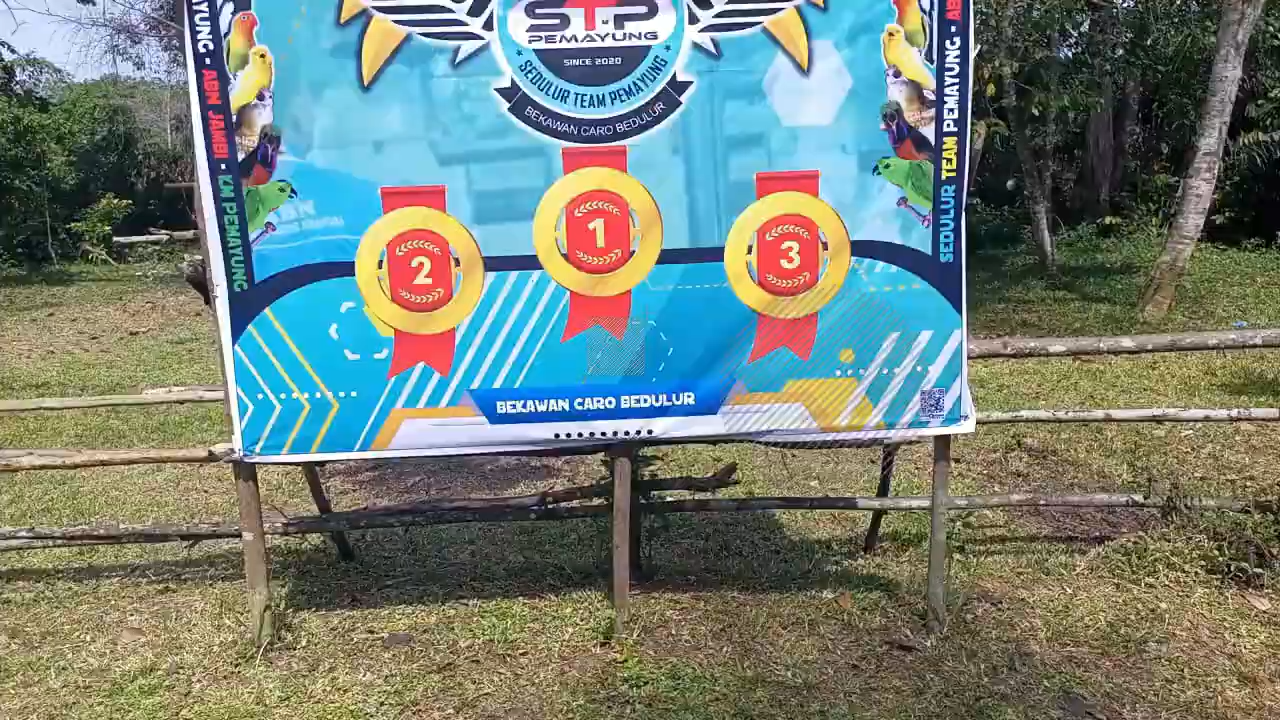 YUNG - ABN JAMBI - KM PEMAYUNG
STP
PEMAYUNG
SINCE 2020
SEDULUR TEAM PEMAYUNG
BEKAWAN CARO BEDULUR
SEDULUR TEAM PEMAYUNG - AB
2
1
3
BEKAWAN CARO BEDULUR